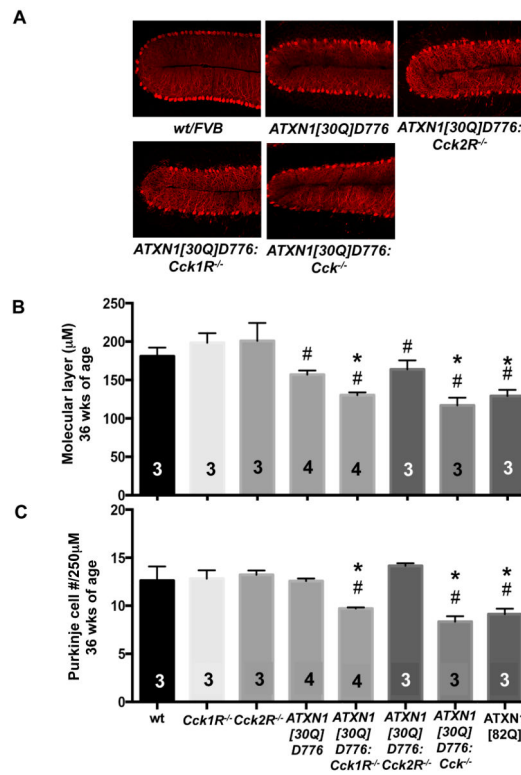 A
wt/FVB
ATXN1[30Q]D776
ATXN1[30Q]D776:
Cck2R-/-
ATXN1[30Q]D776:
Cck1R-/-
ATXN1[30Q]D776:
Cck-/-
B
Molecular layer (µM)
36 wks of age
250
200
150
100
50
0
#
*
#
#
*
#
*
#
3
3
3
4
4
3
3
3
C
Purkinje cell #/250µM
36 wks of age
20
15
10
5
0
*
#
*
#
*
#
3
3
3
4
4
3
3
3
wt
Cck1R-/-
Cck2R-/-
ATXN1
[30Q]
D776
ATXN1
[30Q]
D776:
Cck1R-/-
ATXN1
[30Q]
D776:
Cck2R-/-
ATXN1
[30Q]
D776:
Cck-/-
ATXN
[82Q]